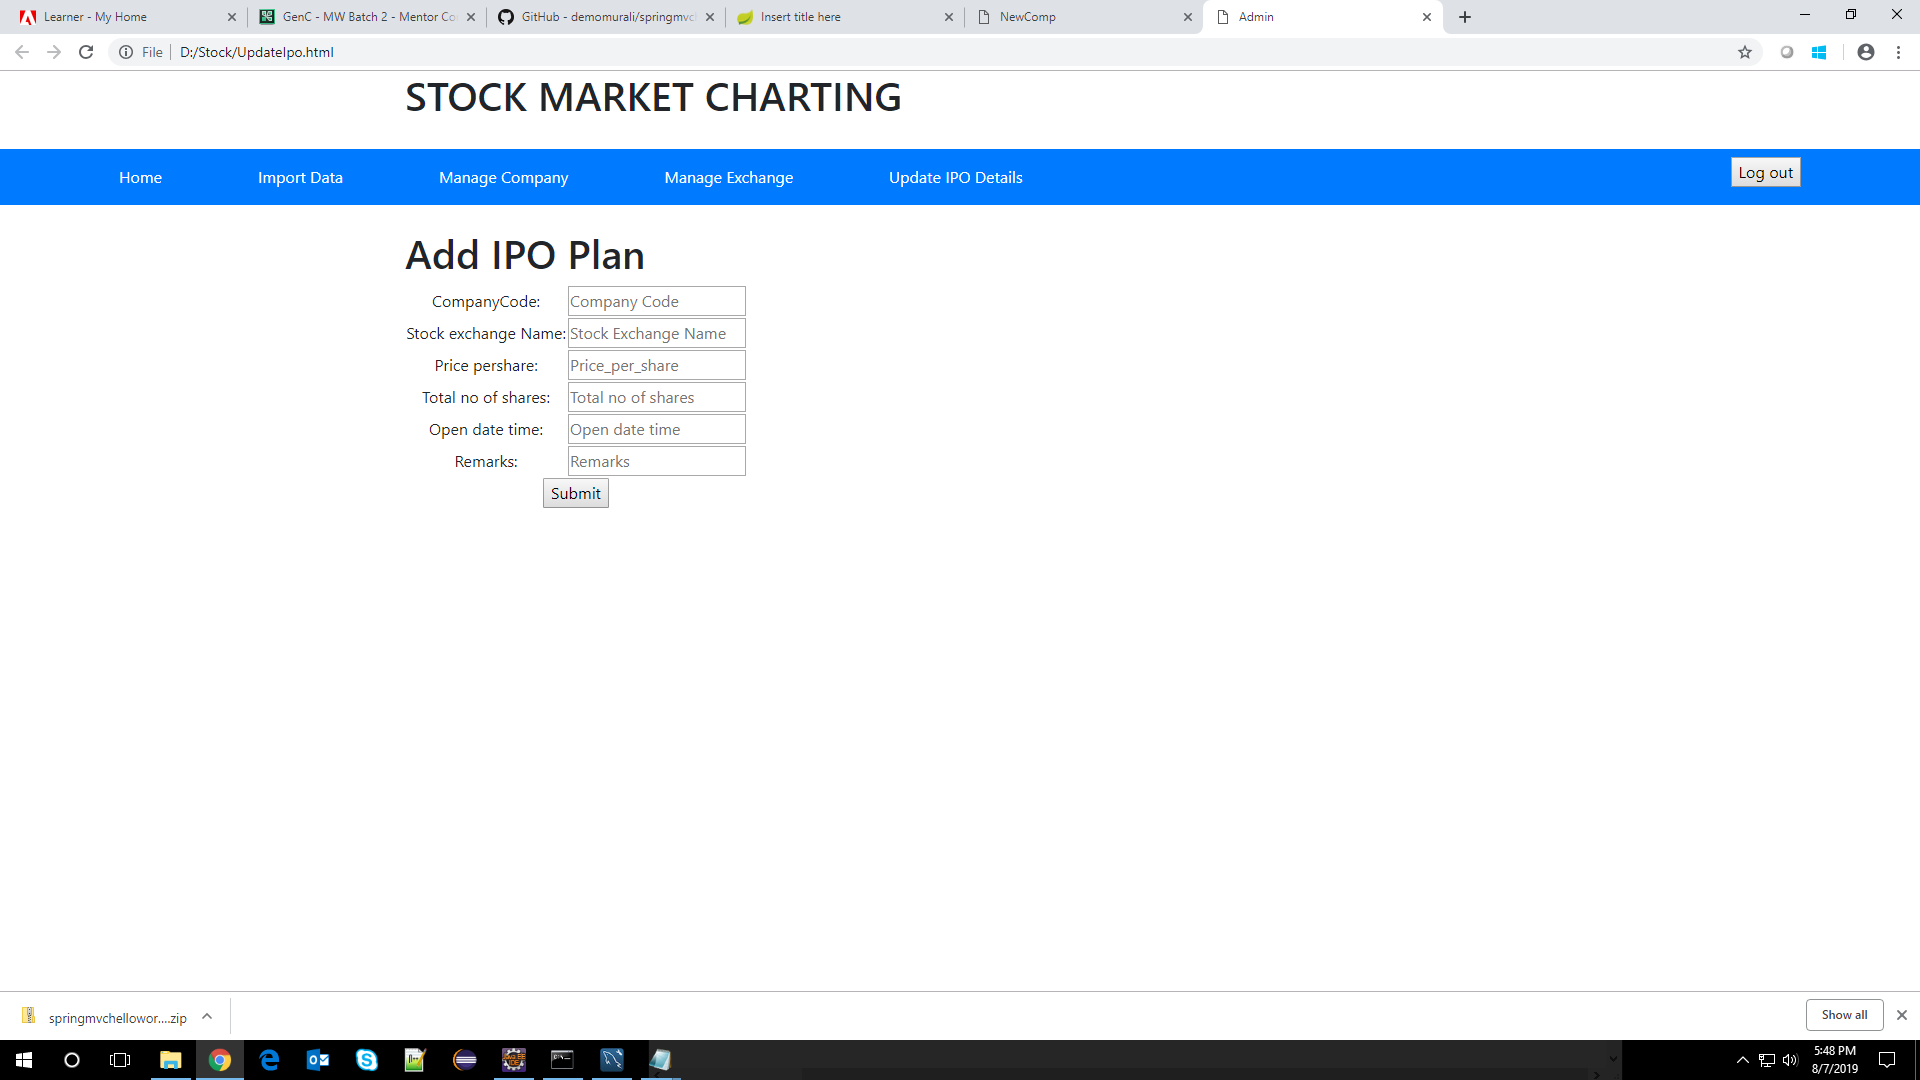 Learner - My Home
GenC - MW Batch 2 - Mentor Co
GitHub - demomurali/springmvc
Insert title here
NewComp
Admin
File
D:/Stock/UpdateIpo.html
STOCK MARKET CHARTING
Home
Import Data
Manage Company
Manage Exchange
Update IPO Details
Log out
Add IPO Plan
CompanyCode: Company Code
Stock exchange Name: Stock Exchange Name
Price pershare: Price_per_share
Total no of shares: Total no of shares
Open date time: Open date time
Remarks: Remarks
Submit
springmvchellowor....zip
Show all
5:48 PM
8/7/2019